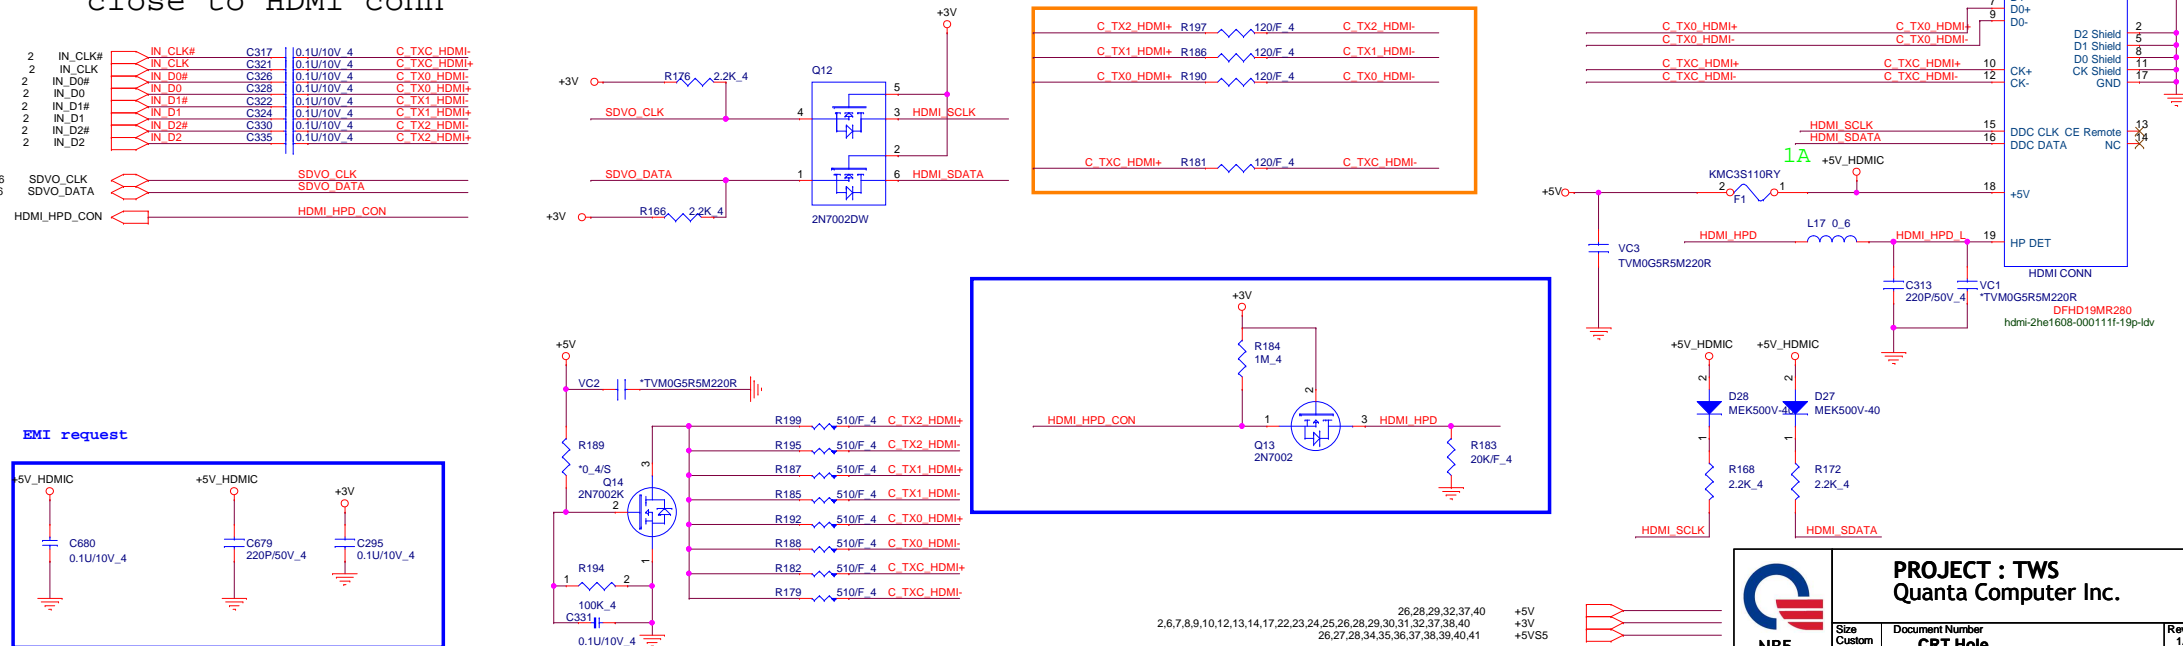 close to HDMI conn
2 IN_CLK# IN_CLK# C317 0.1U/10V_4 C_TXC_HDMI-
2 IN_CLK IN_CLK C321 0.1U/10V_4 C_TXC_HDMI+
2 IN_D0# IN_D0# C326 0.1U/10V_4 C_TX0_HDMI-
2 IN_D0 IN_D0 C328 0.1U/10V_4 C_TX0_HDMI+
2 IN_D1# IN_D1# C322 0.1U/10V_4 C_TX1_HDMI-
2 IN_D1 IN_D1 C324 0.1U/10V_4 C_TX1_HDMI+
2 IN_D2# IN_D2# C330 0.1U/10V_4 C_TX2_HDMI-
2 IN_D2 IN_D2 C335 0.1U/10V_4 C_TX2_HDMI+
6 SDVO_CLK SDVO_CLK
6 SDVO_DATA SDVO_DATA
HDMI_HPD_CON HDMI_HPD_CON
+3V
+3V R176 2.2K_4 Q12
5
SDVO_CLK 4 3 HDMI_SCLK
2
SDVO_DATA 1 6 HDMI_SDATA
+3V R166 2.2K_4 2N7002DW
C_TX2_HDMI+ R197 120/F_4 C_TX2_HDMI-
C_TX1_HDMI+ R186 120/F_4 C_TX1_HDMI-
C_TX0_HDMI+ R190 120/F_4 C_TX0_HDMI-
C_TXC_HDMI+ R181 120/F_4 C_TXC_HDMI-
7 D0+
C_TX0_HDMI+ C_TX0_HDMI+ 9 D0-
C_TX0_HDMI- C_TX0_HDMI-
D2 Shield 2
D1 Shield 5
D0 Shield 8
C_TXC_HDMI+ C_TXC_HDMI+ 10 CK+ CK Shield 11
C_TXC_HDMI- C_TXC_HDMI- 12 CK- GND 17
HDMI_SCLK 15 DDC CLK CE Remote 13
HDMI_SDATA 16 DDC DATA NC 14
1A +5V_HDMIC
KMC3S110RY
+5V 2 F1 1 18 +5V
L17 0_6
HDMI_HPD HDMI_HPD_L 19 HP DET
VC3
TVM0G5R5M220R
HDMI CONN
C313
220P/50V_4
VC1
*TVM0G5R5M220R
DFHD19MR280
hdmi-2he1608-000111f-19p-ldv
+5V_HDMIC +5V_HDMIC
2 2
D28
MEK500V-40
D27
MEK500V-40
1 1
R168
2.2K_4
R172
2.2K_4
HDMI_SCLK HDMI_SDATA
+3V
R184
1M_4
2
HDMI_HPD_CON 1 3 HDMI_HPD
Q13
2N7002
R183
20K/F_4
+5V
VC2 *TVM0G5R5M220R
R189
*0_4/S
Q14
2N7002K
3
2
1
R194
1 2
100K_4
C331
0.1U/10V_4
R199 510/F_4 C_TX2_HDMI+
R195 510/F_4 C_TX2_HDMI-
R187 510/F_4 C_TX1_HDMI+
R185 510/F_4 C_TX1_HDMI-
R192 510/F_4 C_TX0_HDMI+
R188 510/F_4 C_TX0_HDMI-
R182 510/F_4 C_TXC_HDMI+
R179 510/F_4 C_TXC_HDMI-
EMI request
+5V_HDMIC +5V_HDMIC +3V
C680
0.1U/10V_4
C679
220P/50V_4
C295
0.1U/10V_4
26,28,29,32,37,40 +5V
2,6,7,8,9,10,12,13,14,17,22,23,24,25,26,28,29,30,31,32,37,38,40 +3V
26,27,28,34,35,36,37,38,39,40,41 +5VS5
PROJECT : TWS
Quanta Computer Inc.
Size
Custom
Document Number
CRT Hole